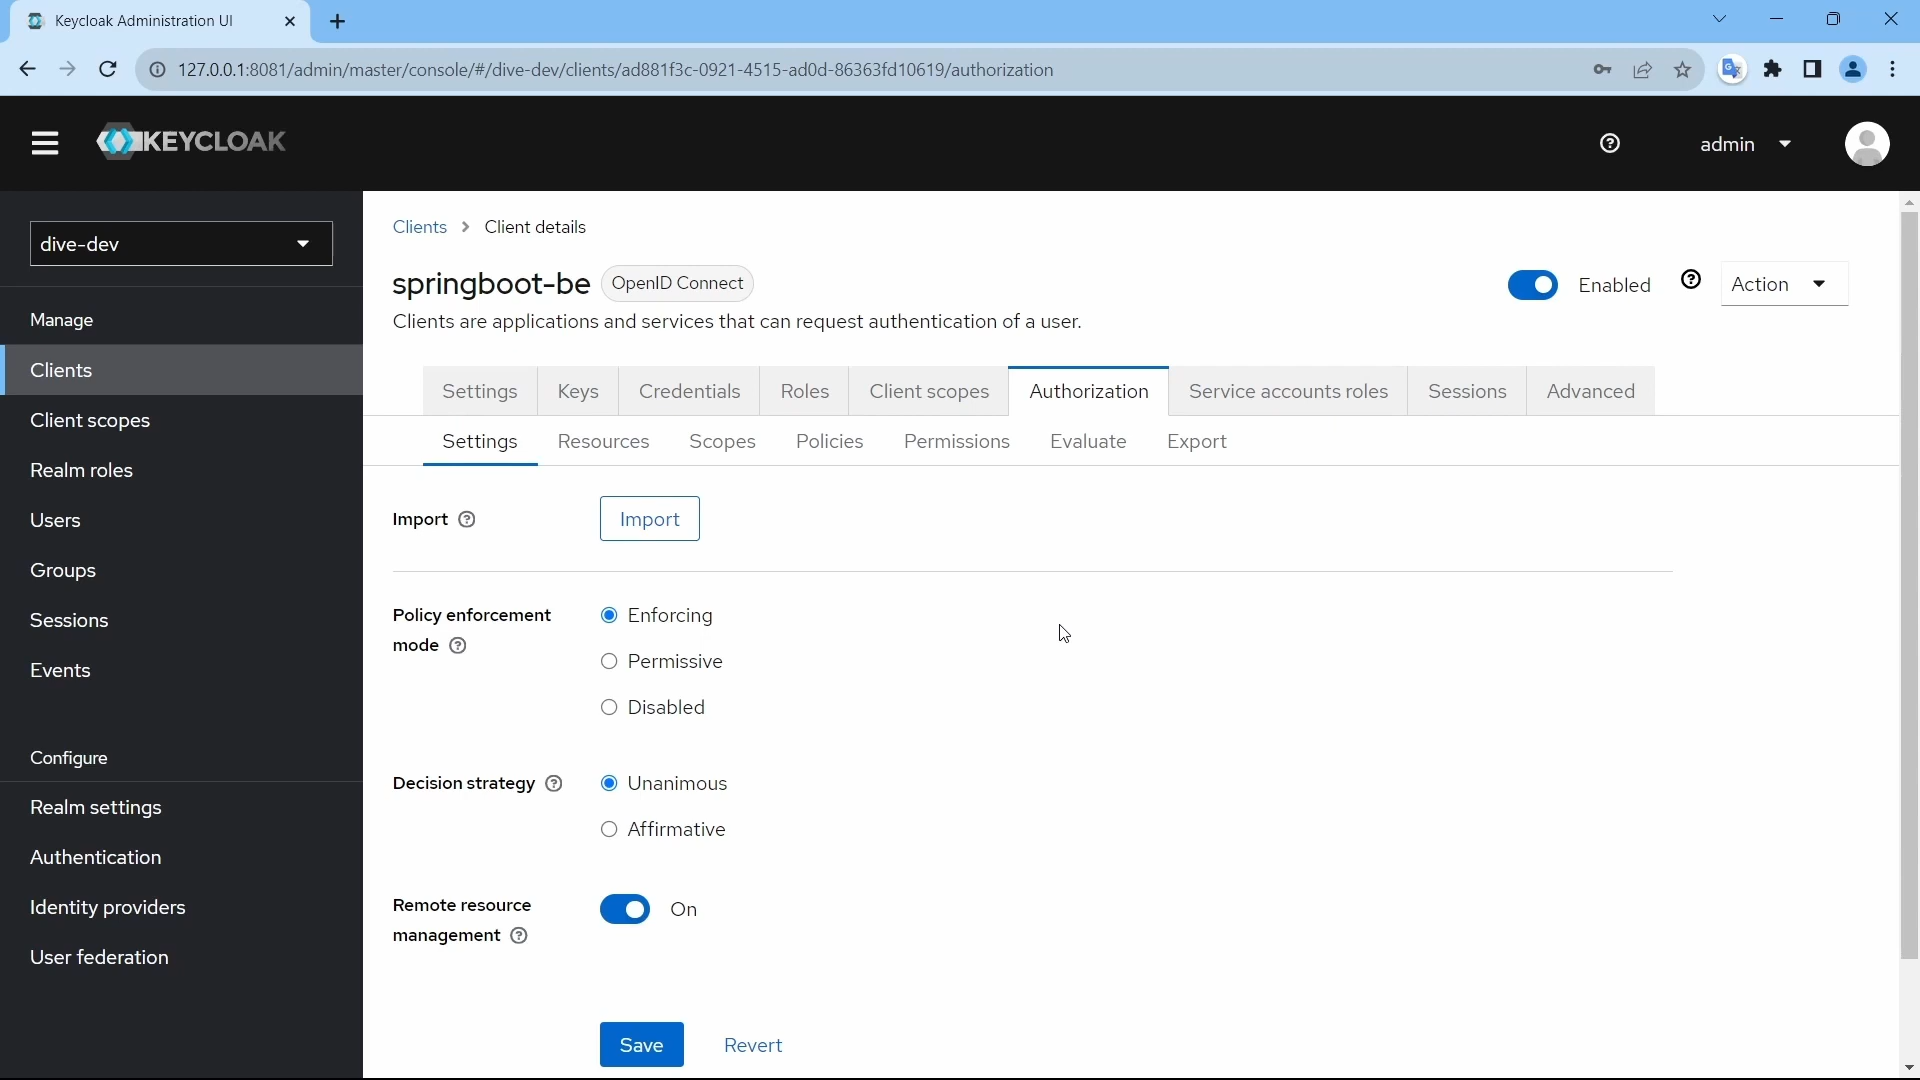 Keycloak Administration UI
127.0.0.1:8081/admin/master/console/#/dive-dev/clients/ad881f3c-0921-4515-ad0d-86363fd10619/authorization
KEYCLOAK
admin
dive-dev
Manage
Clients
Client scopes
Realm roles
Users
Groups
Sessions
Events
Configure
Realm settings
Authentication
Identity providers
User federation
Clients > Client details
springboot-be OpenID Connect
Enabled
Action
Clients are applications and services that can request authentication of a user.
Settings Keys Credentials Roles Client scopes Authorization Service accounts roles Sessions Advanced
Settings Resources Scopes Policies Permissions Evaluate Export
Import
Import
Policy enforcement
mode
Enforcing
Permissive
Disabled
Decision strategy
Unanimous
Affirmative
Remote resource
management
On
Save Revert